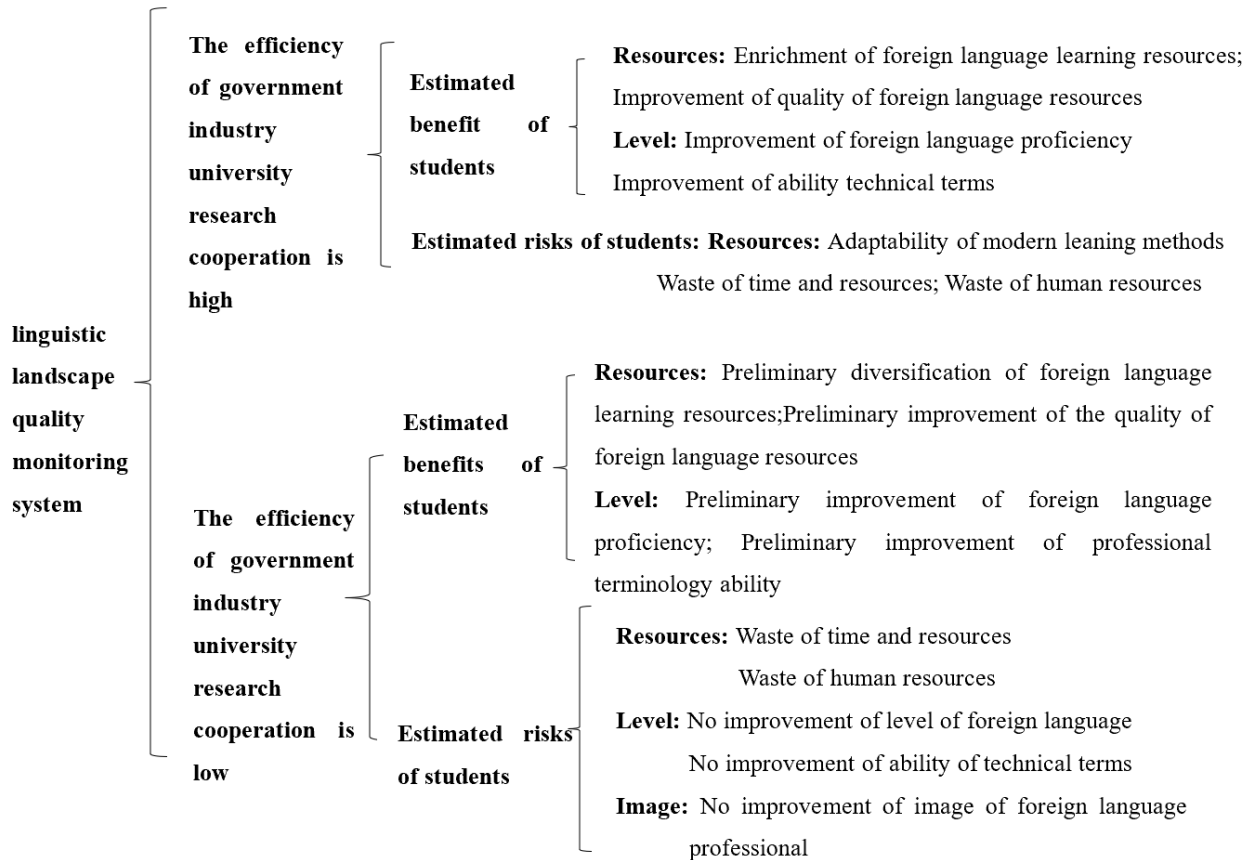 linguistic
landscape
quality
monitoring
system
The efficiency
of government
industry
university
research
cooperation is
high
Estimated
benefit of
students
Resources: Enrichment of foreign language learning resources;
Improvement of quality of foreign language resources
Level: Improvement of foreign language proficiency
Improvement of ability technical terms
Estimated risks of students: Resources: Adaptability of modern leaning methods
Waste of time and resources; Waste of human resources
The efficiency
of government
industry
university
research
cooperation is
low
Estimated
benefits of
students
Resources: Preliminary diversification of foreign language
learning resources;Preliminary improvement of the quality of
foreign language resources
Level: Preliminary improvement of foreign language
proficiency; Preliminary improvement of professional
terminology ability
Estimated risks
of students
Resources: Waste of time and resources
Waste of human resources
Level: No improvement of level of foreign language
No improvement of ability of technical terms
Image: No improvement of image of foreign language
professional